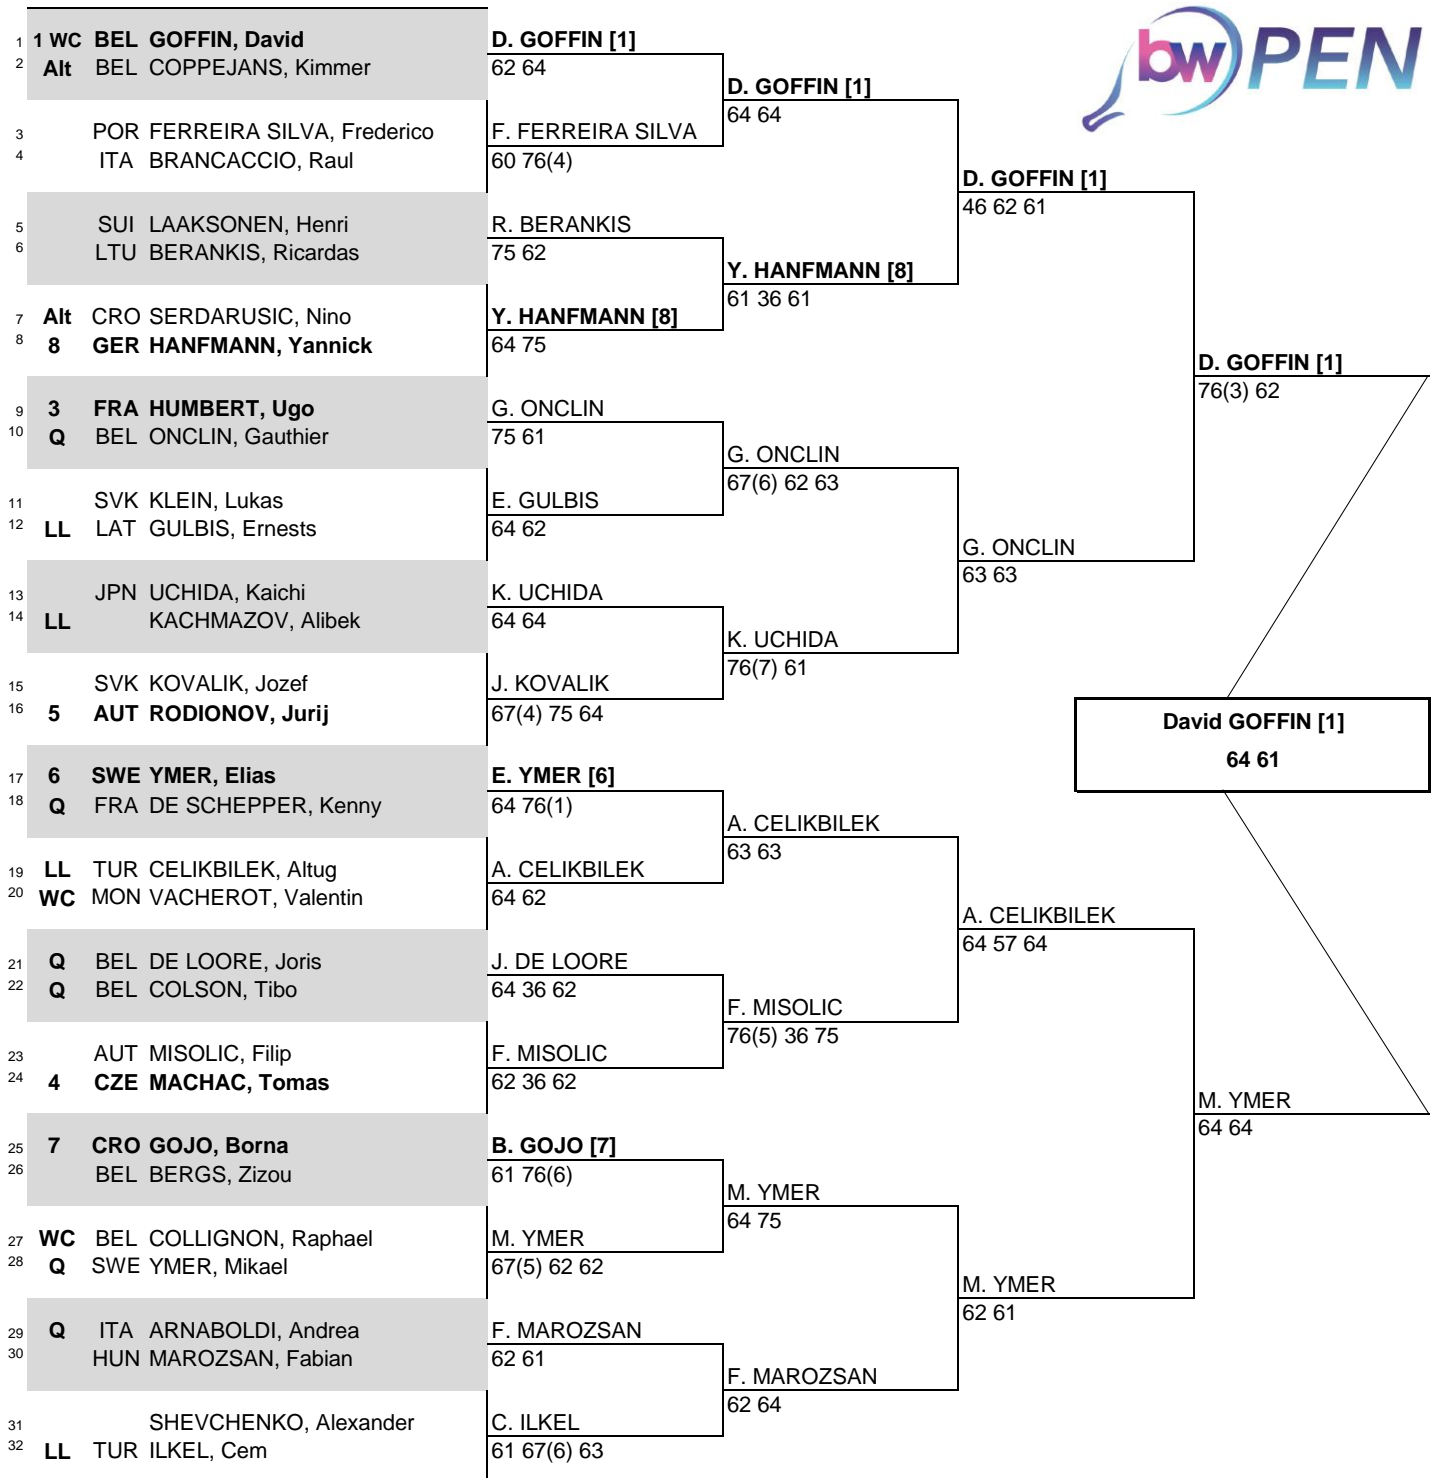 bwOPEN
1 1 WC BEL GOFFIN, David
2 Alt BEL COPPEJANS, Kimmer
3 POR FERREIRA SILVA, Frederico
4 ITA BRANCACCIO, Raul
5 SUI LAAKSONEN, Henri
6 LTU BERANKIS, Ricardas
7 Alt CRO SERDARUSIC, Nino
8 8 GER HANFMANN, Yannick
9 3 FRA HUMBERT, Ugo
10 Q BEL ONCLIN, Gauthier
11 SVK KLEIN, Lukas
12 LL LAT GULBIS, Ernests
13 JPN UCHIDA, Kaichi
14 LL KACHMAZOV, Alibek
15 SVK KOVALIK, Jozef
16 5 AUT RODIONOV, Jurij
17 6 SWE YMER, Elias
18 Q FRA DE SCHEPPER, Kenny
19 LL TUR CELIKBILEK, Altug
20 WC MON VACHEROT, Valentin
21 Q BEL DE LOORE, Joris
22 Q BEL COLSON, Tibo
23 AUT MISOLIC, Filip
24 4 CZE MACHAC, Tomas
25 7 CRO GOJO, Borna
26 BEL BERGS, Zizou
27 WC BEL COLLIGNON, Raphael
28 Q SWE YMER, Mikael
29 Q ITA ARNABOLDI, Andrea
30 HUN MAROZSAN, Fabian
31 SHEVCHENKO, Alexander
32 LL TUR ILKEL, Cem
D. GOFFIN [1]
62 64
F. FERREIRA SILVA
60 76(4)
R. BERANKIS
75 62
Y. HANFMANN [8]
64 75
G. ONCLIN
75 61
E. GULBIS
64 62
K. UCHIDA
64 64
J. KOVALIK
67(4) 75 64
E. YMER [6]
64 76(1)
A. CELIKBILEK
64 62
J. DE LOORE
64 36 62
F. MISOLIC
62 36 62
B. GOJO [7]
61 76(6)
M. YMER
67(5) 62 62
F. MAROZSAN
62 61
C. ILKEL
61 67(6) 63
D. GOFFIN [1]
64 64
Y. HANFMANN [8]
61 36 61
G. ONCLIN
67(6) 62 63
K. UCHIDA
76(7) 61
A. CELIKBILEK
63 63
F. MISOLIC
76(5) 36 75
M. YMER
64 75
F. MAROZSAN
62 64
D. GOFFIN [1]
46 62 61
G. ONCLIN
63 63
A. CELIKBILEK
64 57 64
M. YMER
62 61
D. GOFFIN [1]
76(3) 62
M. YMER
64 64
David GOFFIN [1]
64 61